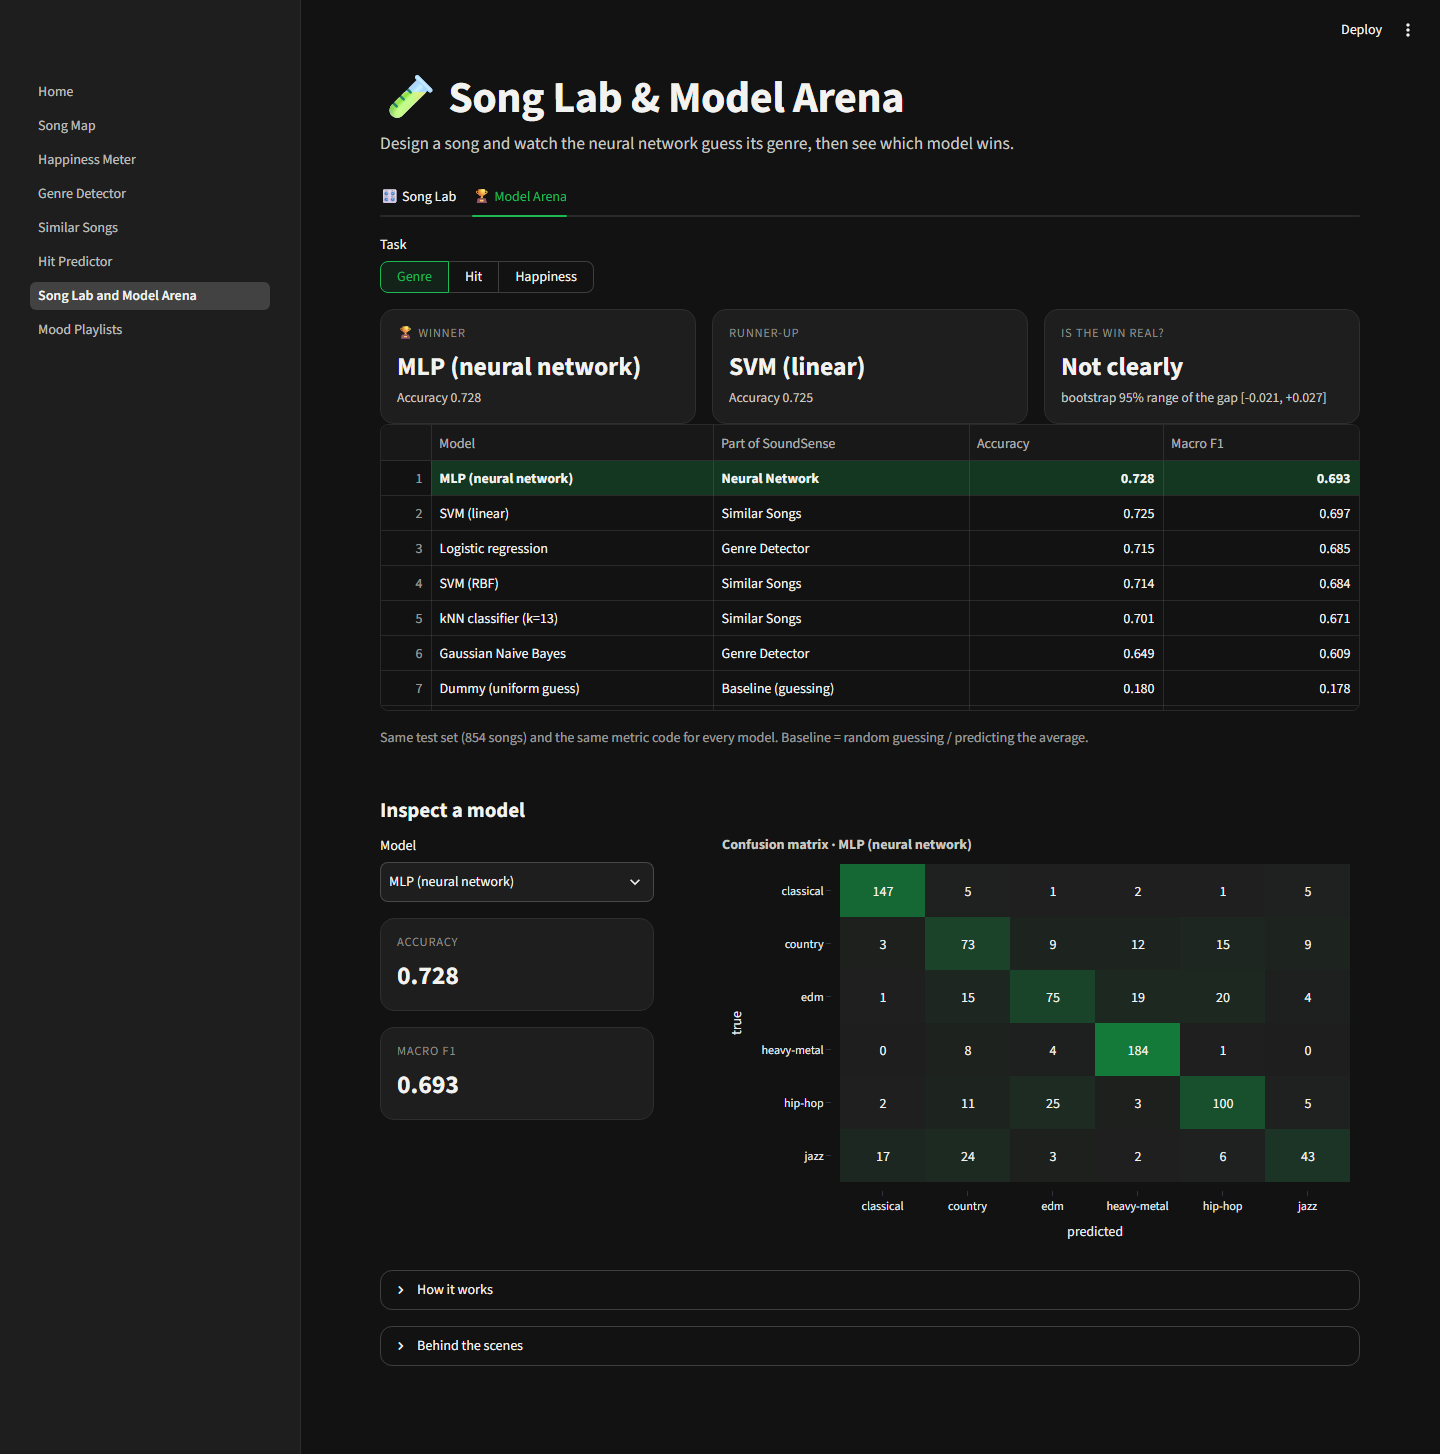 Deploy
Home
Song Map
Happiness Meter
Genre Detector
Similar Songs
Hit Predictor
Song Lab and Model Arena
Mood Playlists
Song Lab & Model Arena
Design a song and watch the neural network guess its genre, then see which model wins.
Song Lab Model Arena
Task
Genre Hit Happiness
WINNER
MLP (neural network)
Accuracy 0.728
RUNNER-UP
SVM (linear)
Accuracy 0.725
IS THE WIN REAL?
Not clearly
bootstrap 95% range of the gap [-0.021, +0.027]
Model Part of SoundSense Accuracy Macro F1
1 MLP (neural network) Neural Network 0.728 0.693
2 SVM (linear) Similar Songs 0.725 0.697
3 Logistic regression Genre Detector 0.715 0.685
4 SVM (RBF) Similar Songs 0.714 0.684
5 kNN classifier (k=13) Similar Songs 0.701 0.671
6 Gaussian Naive Bayes Genre Detector 0.649 0.609
7 Dummy (uniform guess) Baseline (guessing) 0.180 0.178
Same test set (854 songs) and the same metric code for every model. Baseline = random guessing / predicting the average.
Inspect a model
Model
MLP (neural network)
ACCURACY
0.728
MACRO F1
0.693
Confusion matrix · MLP (neural network)
true
classical 147 5 1 2 1 5
country 3 73 9 12 15 9
edm 1 15 75 19 20 4
heavy-metal 0 8 4 184 1 0
hip-hop 2 11 25 3 100 5
jazz 17 24 3 2 6 43
classical country edm heavy-metal hip-hop jazz
predicted
How it works
Behind the scenes